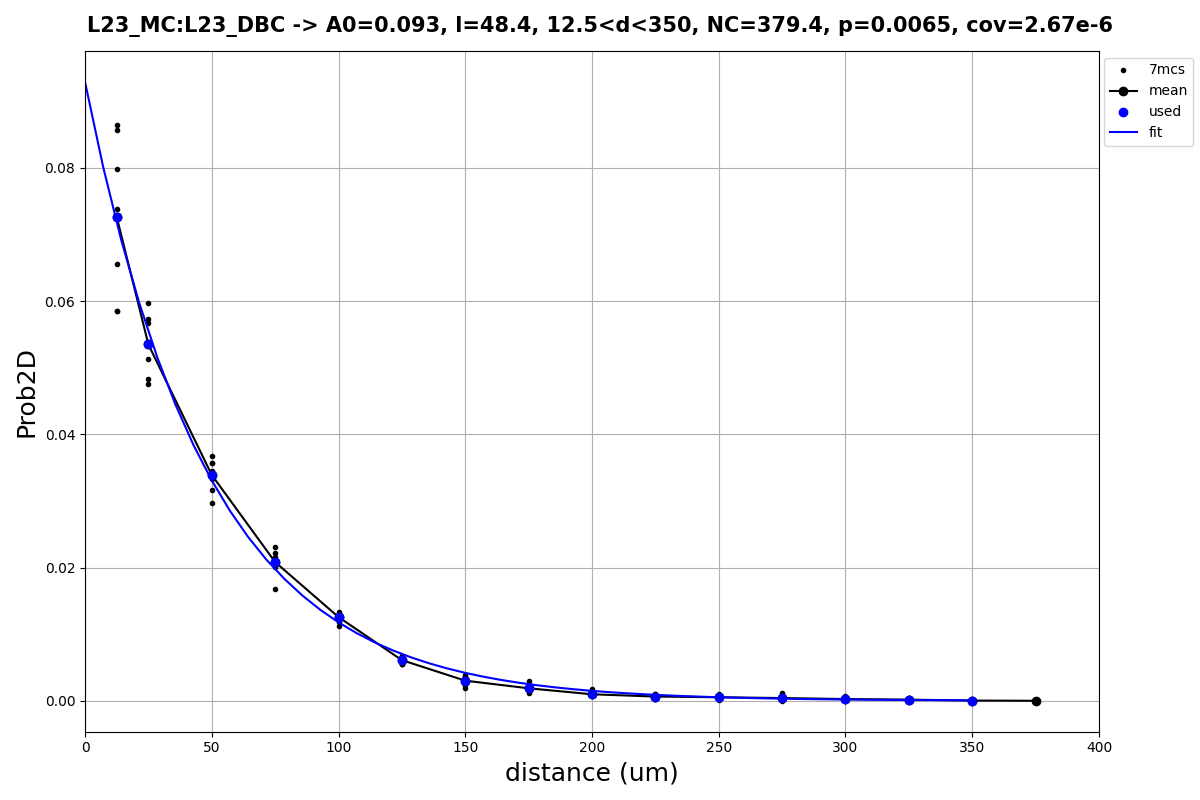 L23_MC:L23_DBC -> A0=0.093, l=48.4, 12.5<d<350, NC=379.4, p=0.0065, cov=2.67e-6
7mcs
mean
used
fit
0.08
0.06
0.04
0.02
0.00
Prob2D
0 50 100 150 200 250 300 350 400
distance (um)